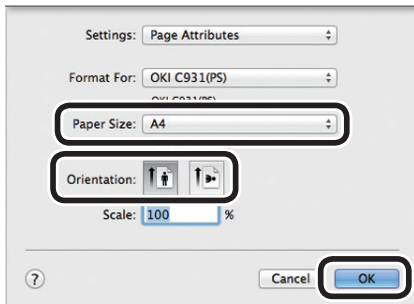 Settings: Page Attributes
Format For: OKI C931(PS)
OKI C931(PS)
Paper Size: A4
Orientation:
Scale: 100 %
? Cancel OK